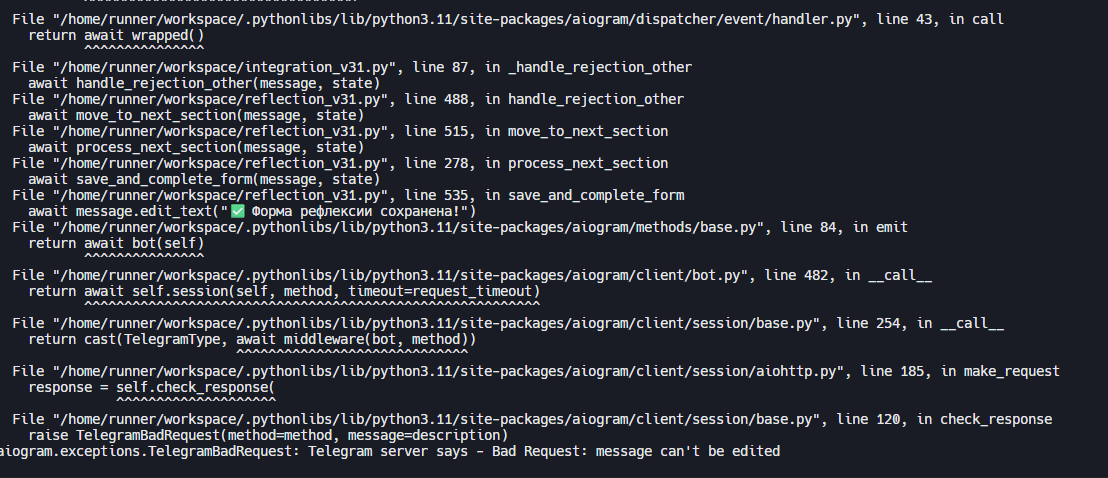 File "/home/runner/workspace/.pythonlibs/lib/python3.11/site-packages/aiogram/dispatcher/event/handler.py", line 43, in call
return await wrapped()
^^^^^^^^^^^^^^^
File "/home/runner/workspace/integration_v31.py", line 87, in _handle_rejection_other
await handle_rejection_other(message, state)
File "/home/runner/workspace/reflection_v31.py", line 488, in handle_rejection_other
await move_to_next_section(message, state)
File "/home/runner/workspace/reflection_v31.py", line 515, in move_to_next_section
await process_next_section(message, state)
File "/home/runner/workspace/reflection_v31.py", line 278, in process_next_section
await save_and_complete_form(message, state)
File "/home/runner/workspace/reflection_v31.py", line 535, in save_and_complete_form
await message.edit_text("✅ Форма рефлексии сохранена!")
File "/home/runner/workspace/.pythonlibs/lib/python3.11/site-packages/aiogram/methods/base.py", line 84, in emit
return await bot(self)
^^^^^^^^^^^^^^^
File "/home/runner/workspace/.pythonlibs/lib/python3.11/site-packages/aiogram/client/bot.py", line 482, in __call__
return await self.session(self, method, timeout=request_timeout)
^^^^^^^^^^^^^^^^^^^^^^^^^^^^^^^^^^^^^^^^^^^^^^^^^^^^^^^^^
File "/home/runner/workspace/.pythonlibs/lib/python3.11/site-packages/aiogram/client/session/base.py", line 254, in __call__
return cast(TelegramType, await middleware(bot, method))
^^^^^^^^^^^^^^^^^^^^^^^^^^^^^
File "/home/runner/workspace/.pythonlibs/lib/python3.11/site-packages/aiogram/client/session/aiohttp.py", line 185, in make_request
response = self.check_response(
^^^^^^^^^^^^^^^^^^^^
File "/home/runner/workspace/.pythonlibs/lib/python3.11/site-packages/aiogram/client/session/base.py", line 120, in check_response
raise TelegramBadRequest(method=method, message=description)
aiogram.exceptions.TelegramBadRequest: Telegram server says - Bad Request: message can't be edited